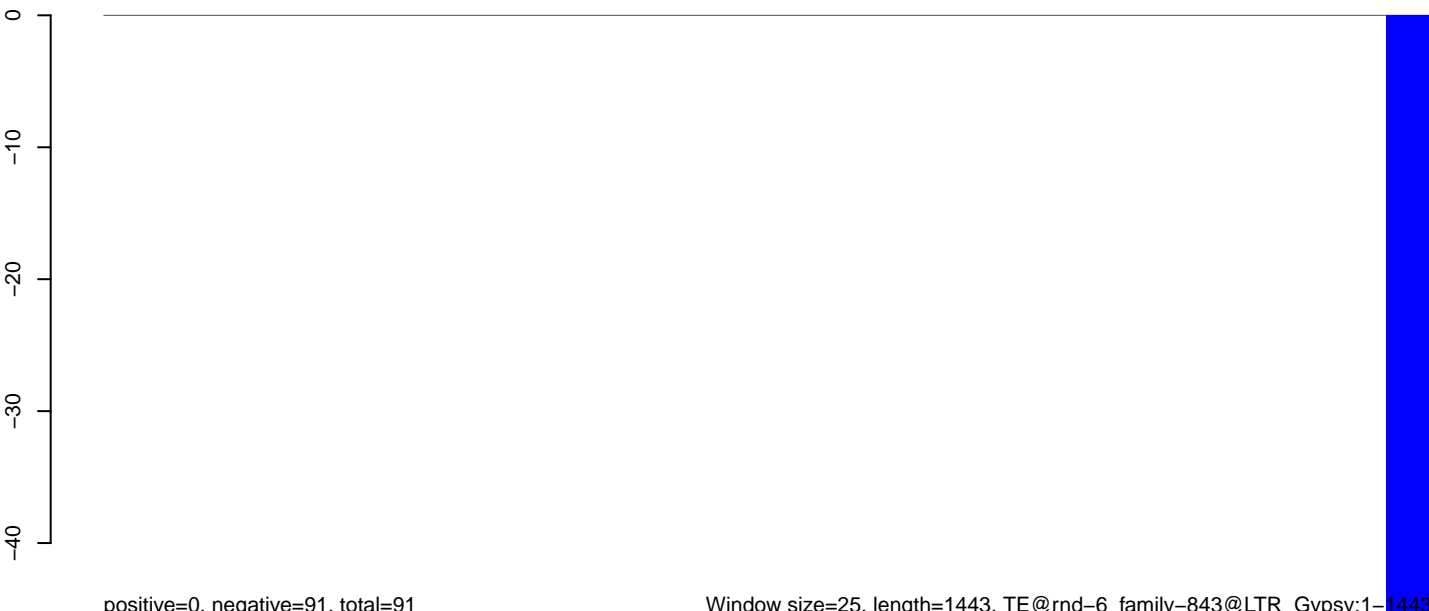 0
−10
−20
−30
−40
positive=0, negative=91, total=91
Window size=25, length=1443, TE@rnd−6_family−843@LTR_Gypsy:1−1443